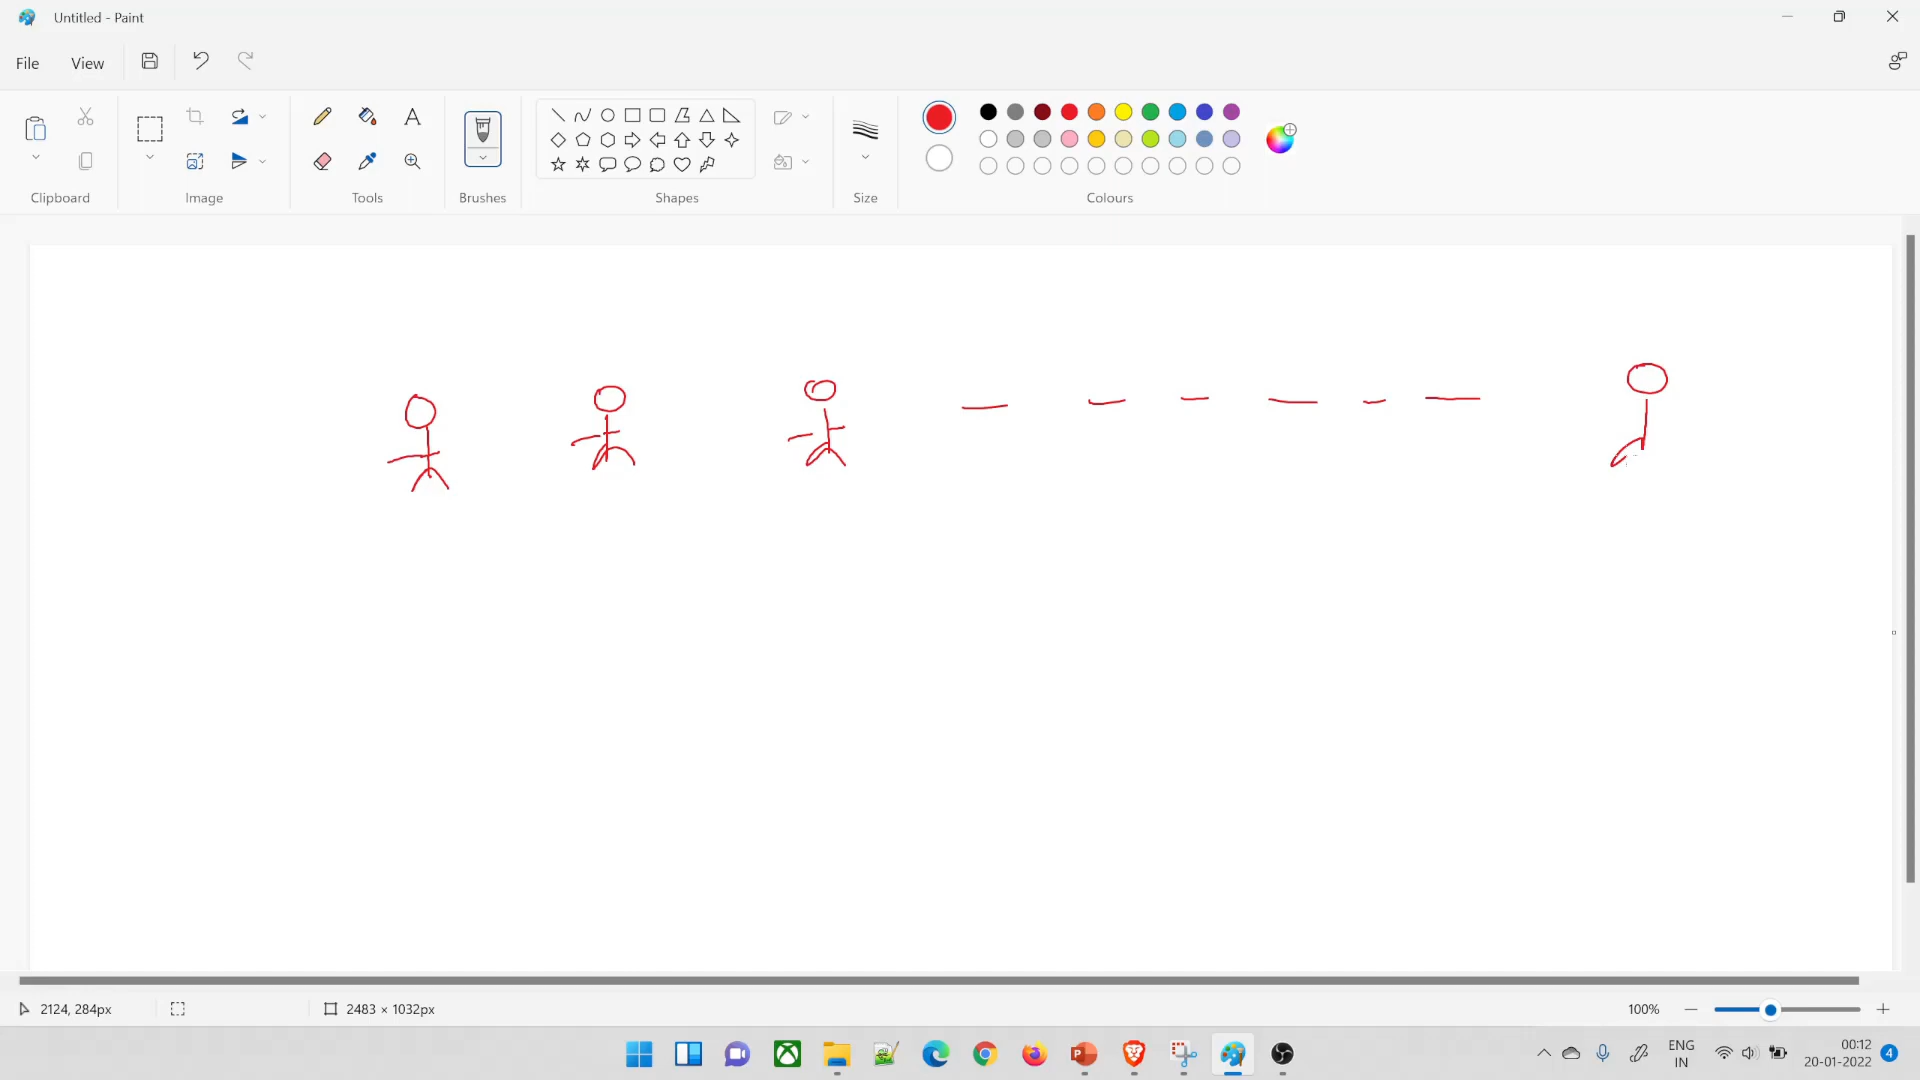 Untitled - Paint
File View
Clipboard Image Tools Brushes Shapes Size Colours
2124, 284px 2483 × 1032px 100%
ENG 00:12
IN 20-01-2022 4